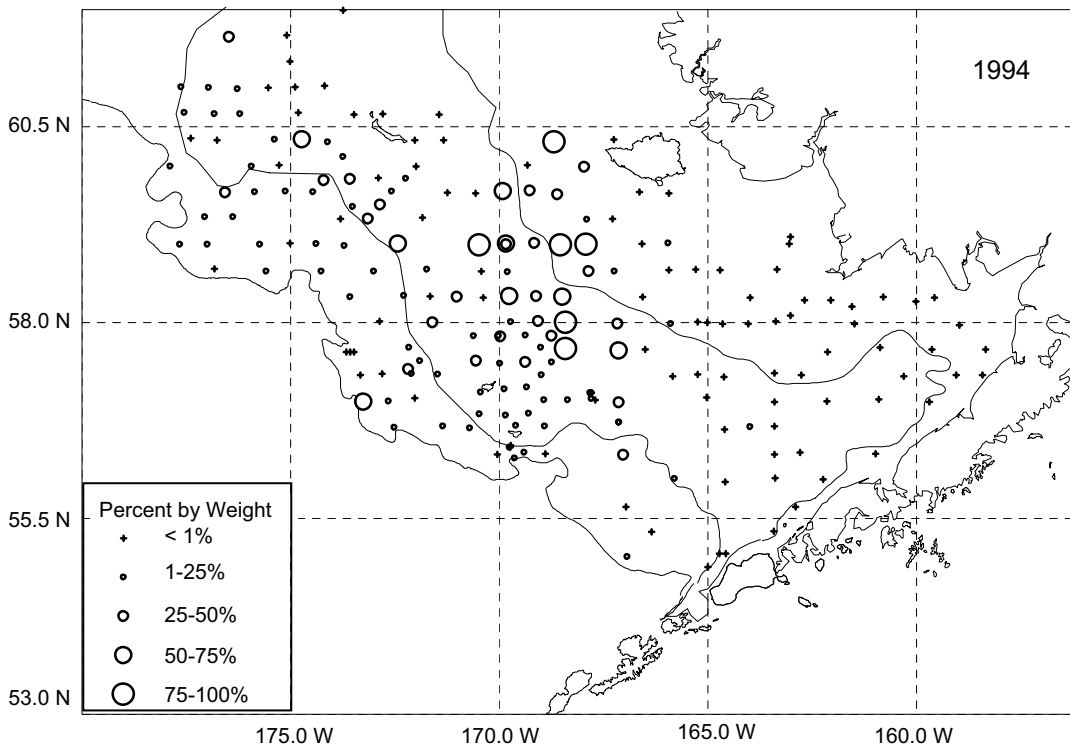 1994
60.5 N
58.0 N
55.5 N
53.0 N
Percent by Weight
< 1%
1-25%
25-50%
50-75%
75-100%
175.0 W
170.0 W
165.0 W
160.0 W